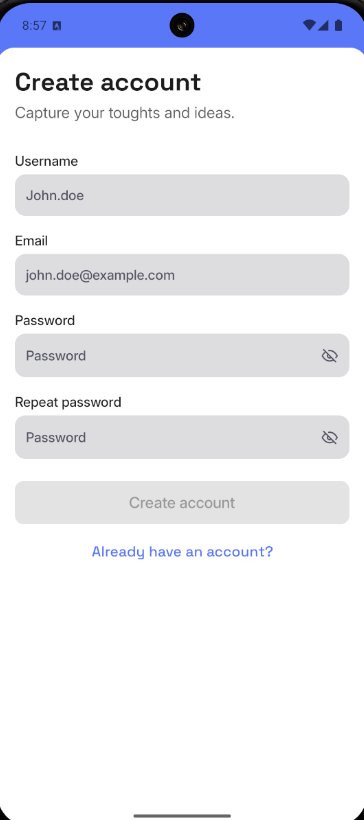 8:57 A
Create account
Capture your toughts and ideas.
Username
John.doe
Email
john.doe@example.com
Password
Password
Repeat password
Password
Create account
Already have an account?